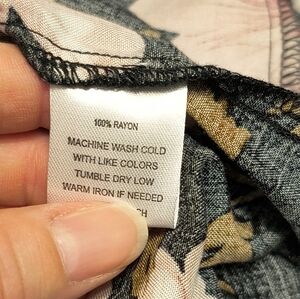 100% RAYON
MACHINE WASH COLD
WITH LIKE COLORS
TUMBLE DRY LOW
WARM IRON IF NEEDED